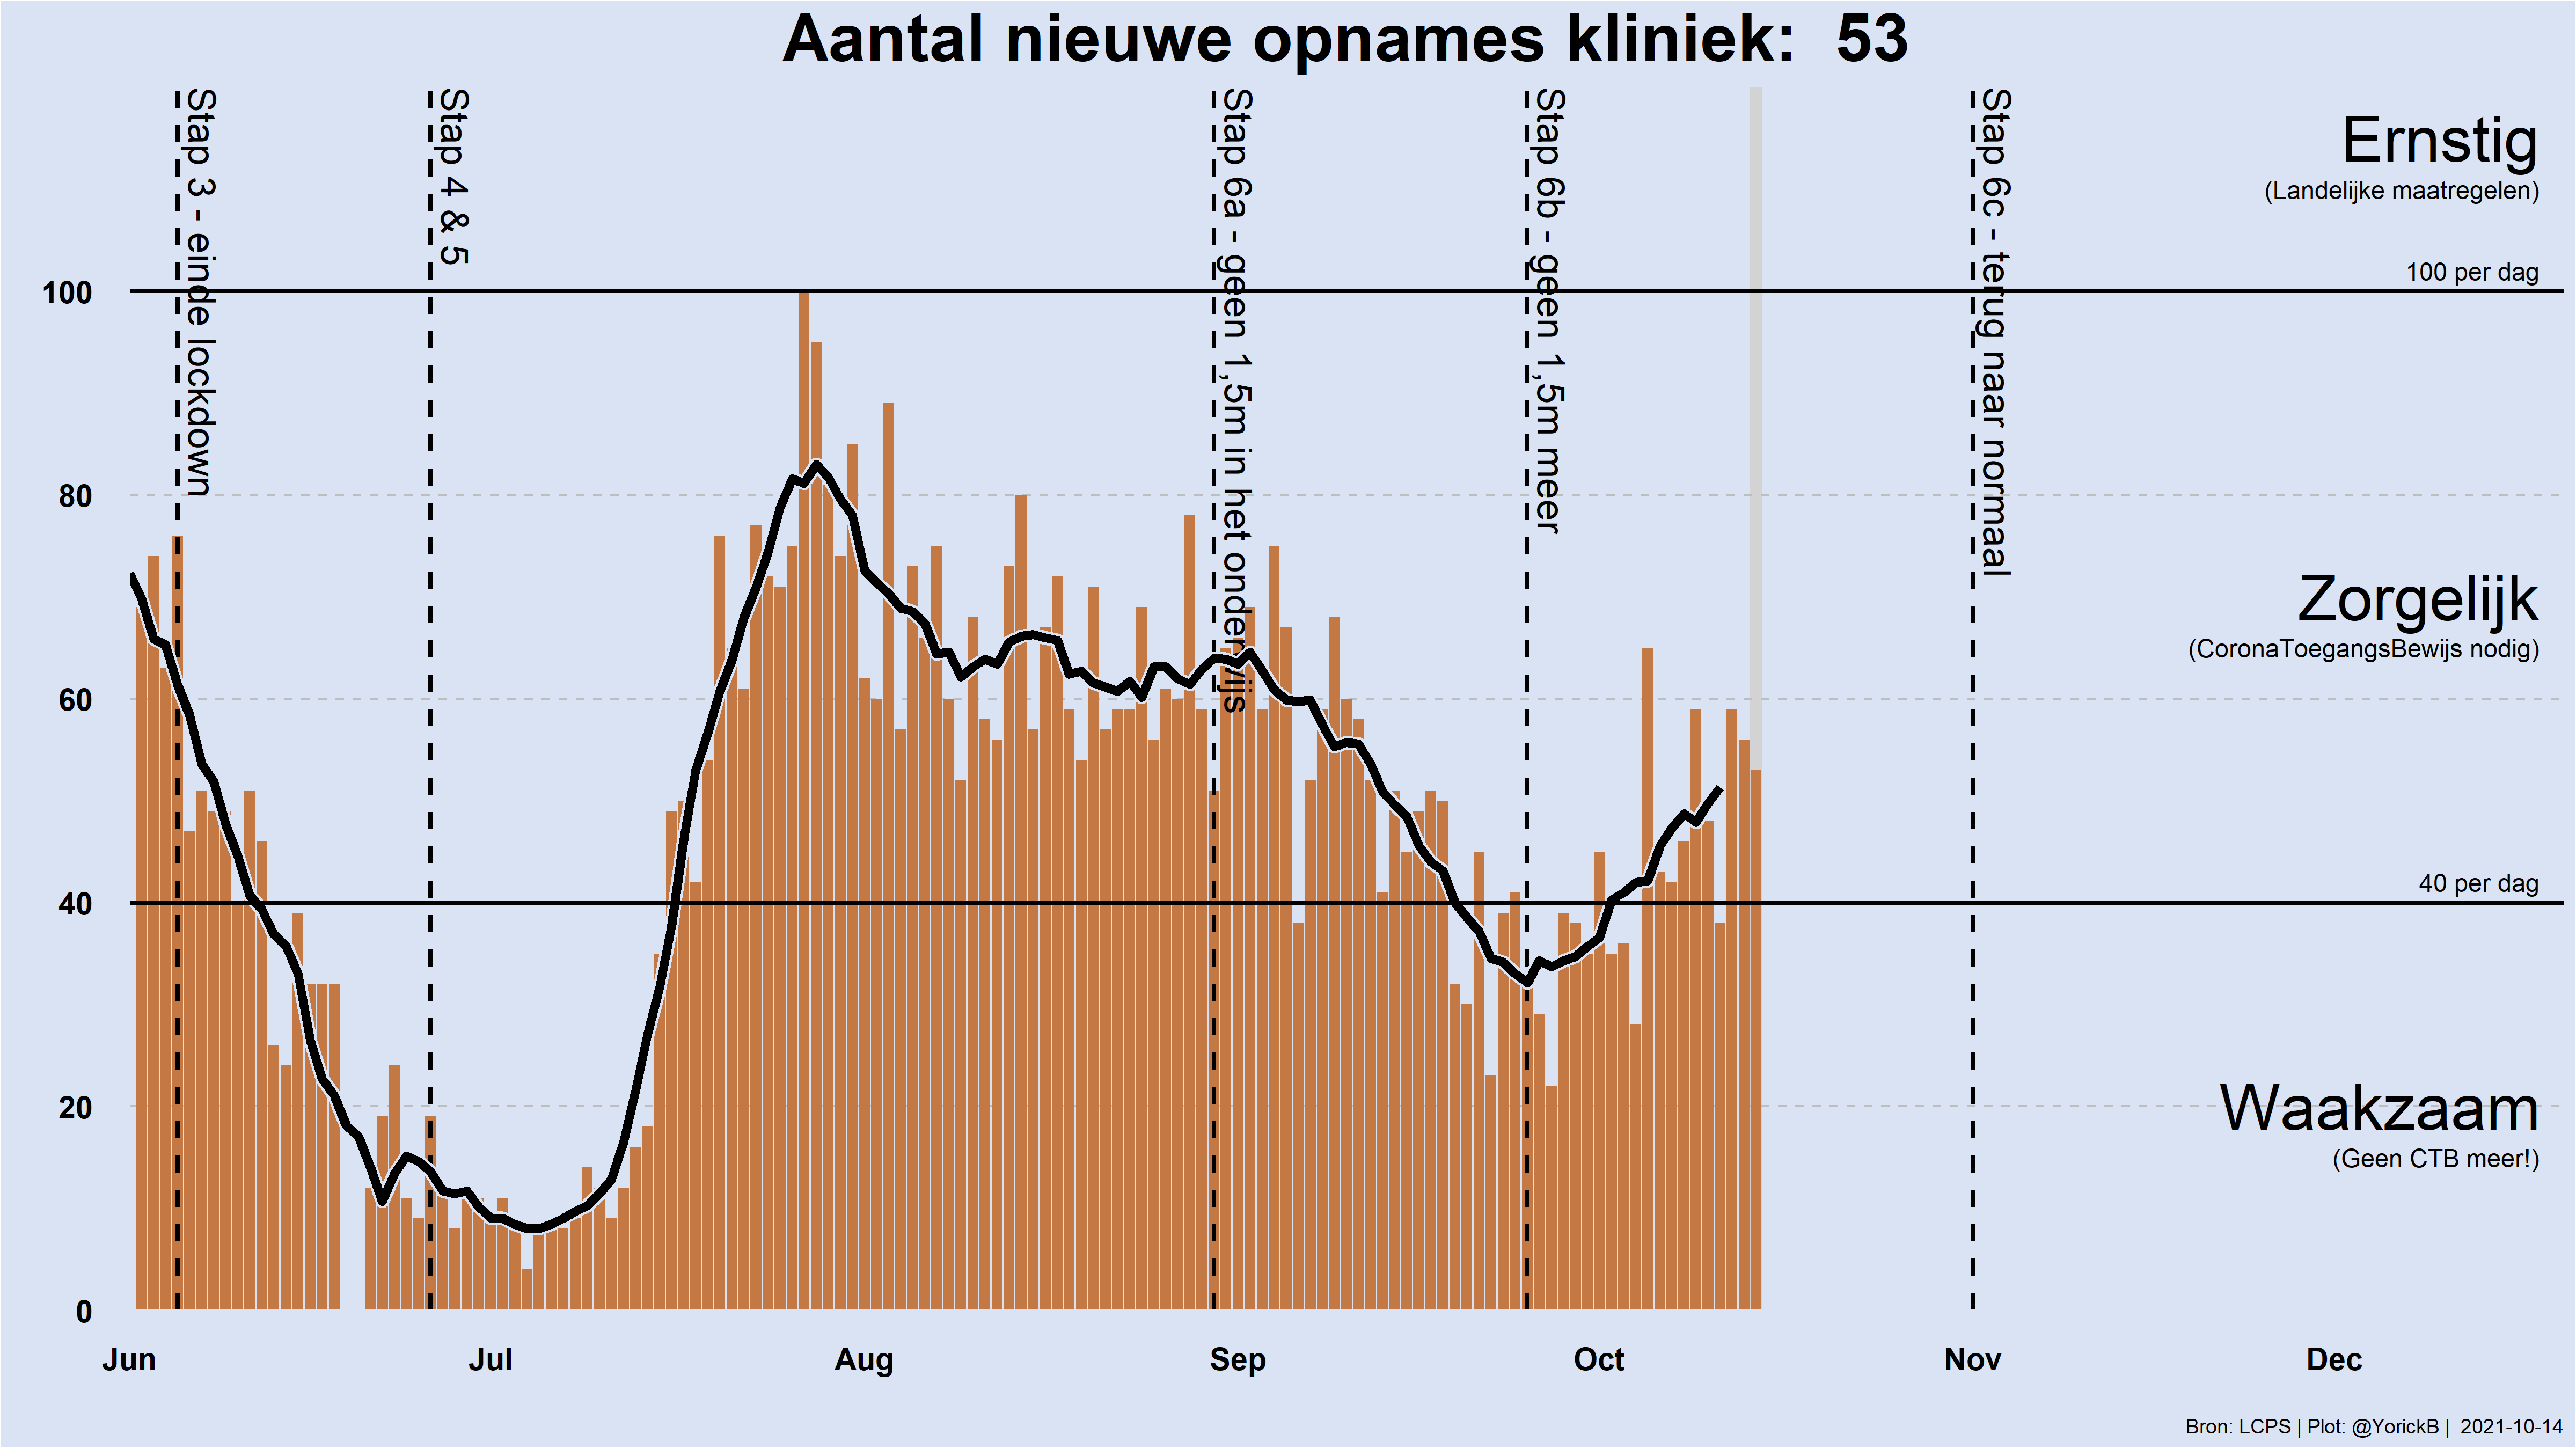 Aantal nieuwe opnames kliniek: 53
Stap 3 - einde lockdown
Stap 4 & 5
Stap 6a - geen 1,5m in het onderwijs
Stap 6b - geen 1,5m meer
Stap 6c - terug naar normaal
Ernstig
(Landelijke maatregelen)
100 per dag
Zorgelijk
(CoronaToegangsBewijs nodig)
40 per dag
Waakzaam
(Geen CTB meer!)
100
80
60
40
20
0
Jun Jul Aug Sep Oct Nov Dec
Bron: LCPS | Plot: @YorickB | 2021-10-14